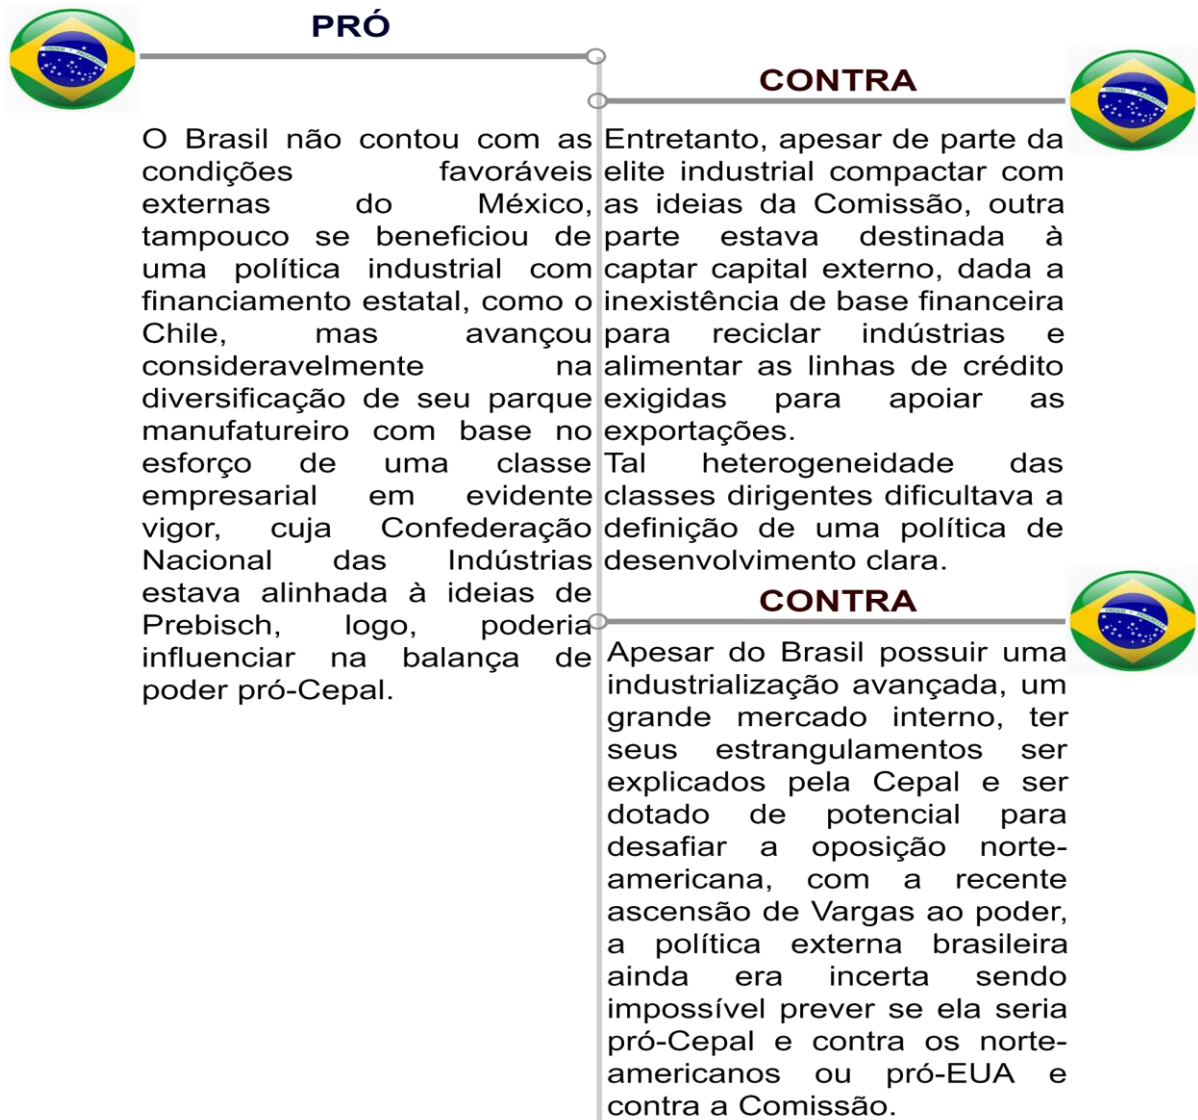 PRÓ
O Brasil não contou com as
condições favoráveis
externas do México,
tampouco se beneficiou de
uma política industrial com
financiamento estatal, como o
Chile, mas avançou
consideravelmente na
diversificação de seu parque
manufatureiro com base no
esforço de uma classe
empresarial em evidente
vigor, cuja Confederação
Nacional das Indústrias
estava alinhada à ideias de
Prebisch, logo, poderia
influenciar na balança de
poder pró-Cepal.
CONTRA
Entretanto, apesar de parte da
elite industrial compactar com
as ideias da Comissão, outra
parte estava destinada à
captar capital externo, dada a
inexistência de base financeira
para reciclar indústrias e
alimentar as linhas de crédito
exigidas para apoiar as
exportações.
Tal heterogeneidade das
classes dirigentes dificultava a
definição de uma política de
desenvolvimento clara.
CONTRA
Apesar do Brasil possuir uma
industrialização avançada, um
grande mercado interno, ter
seus estrangulamentos ser
explicados pela Cepal e ser
dotado de potencial para
desafiar a oposição norte-
americana, com a recente
ascensão de Vargas ao poder,
a política externa brasileira
ainda era incerta sendo
impossível prever se ela seria
pró-Cepal e contra os norte-
americanos ou pró-EUA e
contra a Comissão.